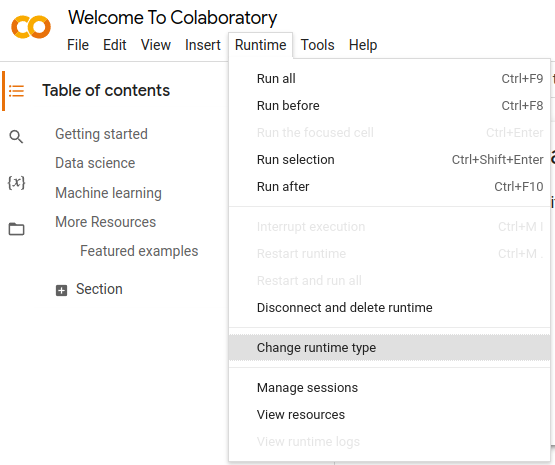 Welcome To Colaboratory
File Edit View Insert Runtime Tools Help
Table of contents
Getting started
Data science
{x}
Machine learning
More Resources
Featured examples
Section
Run all Ctrl+F9
Run before Ctrl+F8
Run the focused cell Ctrl+Enter
Run selection Ctrl+Shift+Enter
Run after Ctrl+F10
Interrupt execution Ctrl+M I
Restart runtime Ctrl+M .
Restart and run all
Disconnect and delete runtime
Change runtime type
Manage sessions
View resources
View runtime logs